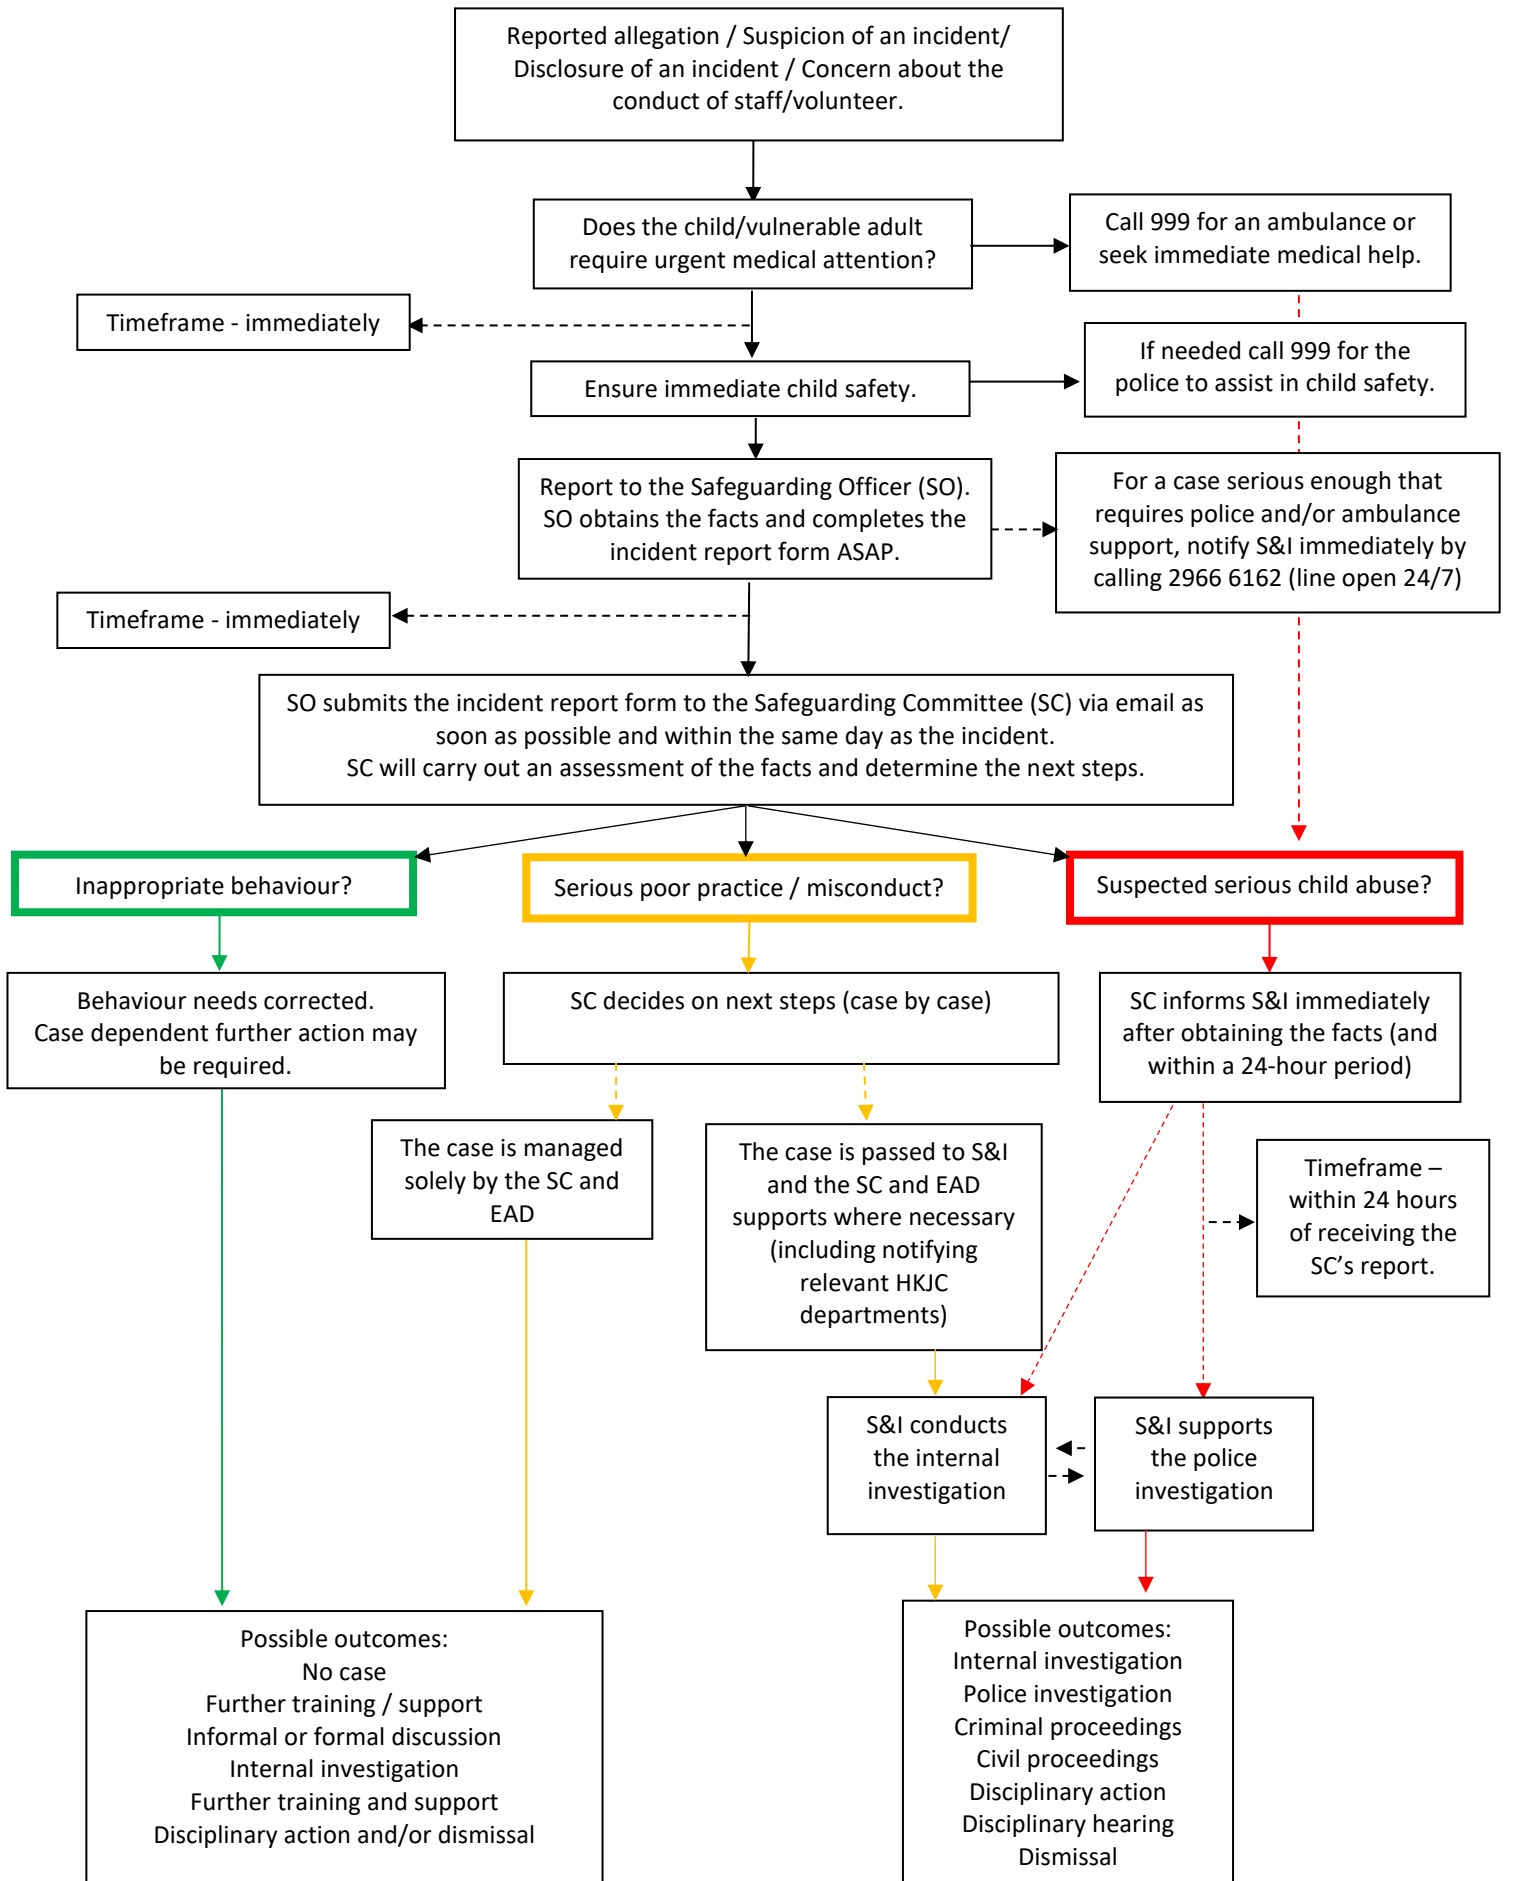 Reported allegation / Suspicion of an incident/
Disclosure of an incident / Concern about the
conduct of staff/volunteer.
Does the child/vulnerable adult
require urgent medical attention?
Call 999 for an ambulance or
seek immediate medical help.
Timeframe - immediately
Ensure immediate child safety.
If needed call 999 for the
police to assist in child safety.
Report to the Safeguarding Officer (SO).
SO obtains the facts and completes the
incident report form ASAP.
For a case serious enough that
requires police and/or ambulance
support, notify S&I immediately by
calling 2966 6162 (line open 24/7)
Timeframe - immediately
SO submits the incident report form to the Safeguarding Committee (SC) via email as
soon as possible and within the same day as the incident.
SC will carry out an assessment of the facts and determine the next steps.
Inappropriate behaviour?
Serious poor practice / misconduct?
Suspected serious child abuse?
Behaviour needs corrected.
Case dependent further action may
be required.
SC decides on next steps (case by case)
SC informs S&I immediately
after obtaining the facts (and
within a 24-hour period)
The case is managed
solely by the SC and
EAD
The case is passed to S&I
and the SC and EAD
supports where necessary
(including notifying
relevant HKJC
departments)
Timeframe –
within 24 hours
of receiving the
SC’s report.
S&I conducts
the internal
investigation
S&I supports
the police
investigation
Possible outcomes:
No case
Further training / support
Informal or formal discussion
Internal investigation
Further training and support
Disciplinary action and/or dismissal
Possible outcomes:
Internal investigation
Police investigation
Criminal proceedings
Civil proceedings
Disciplinary action
Disciplinary hearing
Dismissal